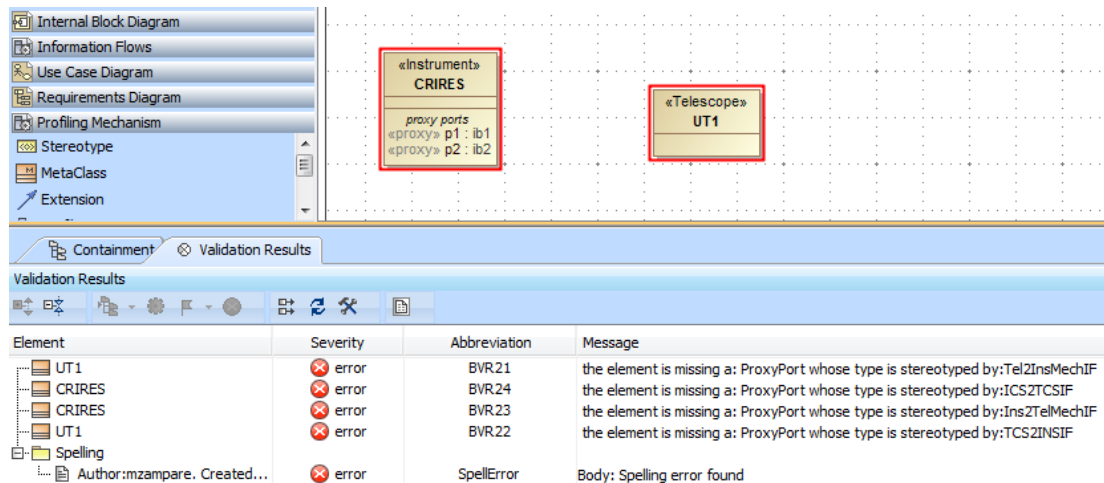 Internal Block Diagram
Information Flows
Use Case Diagram
Requirements Diagram
Profiling Mechanism
Stereotype
MetaClass
Extension
«Instrument»
CRIRES
proxy ports
«proxy» p1 : ib1
«proxy» p2 : ib2
«Telescope»
UT1
Containment
Validation Results
Validation Results
Element Severity Abbreviation Message
UT1 error BVR21 the element is missing a: ProxyPort whose type is stereotyped by:Tel2InsMechIF
CRIRES error BVR24 the element is missing a: ProxyPort whose type is stereotyped by:ICS2TCSIF
CRIRES error BVR23 the element is missing a: ProxyPort whose type is stereotyped by:Ins2TelMechIF
UT1 error BVR22 the element is missing a: ProxyPort whose type is stereotyped by:TCS2INSIF
Spelling
Author:mzampare. Created... error SpellError Body: Spelling error found